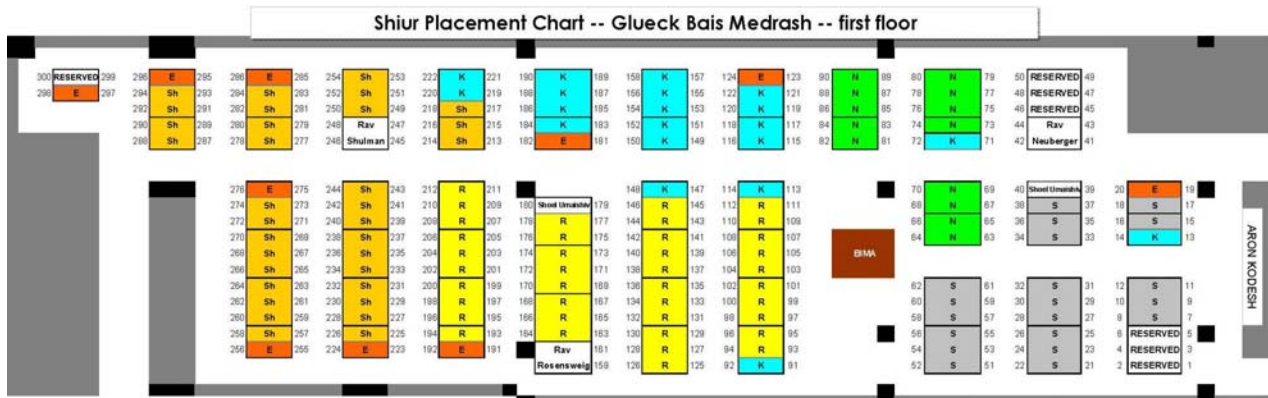 Shiur Placement Chart -- Glueck Bais Medrash -- first floor
300 RESERVED 299 296 E 295 286 E 285 254 Sh 253 222 K 221 190 K 189 158 K 157 124 E 123 90 N 89 80 N 79 50 RESERVED 49
298 E 297 294 Sh 293 284 Sh 283 252 Sh 251 220 K 219 188 K 187 156 K 155 122 K 121 88 N 87 78 N 77 48 RESERVED 47
292 Sh 291 282 Sh 281 250 Sh 249 218 Sh 217 186 K 185 154 K 153 120 K 119 86 N 85 76 N 75 46 RESERVED 45
290 Sh 289 280 Sh 279 248 Rav 247 216 Sh 215 184 K 183 152 K 151 118 K 117 84 N 83 74 N 73 44 Rav 43
288 Sh 287 278 Sh 277 246 Shulman 245 214 Sh 213 182 E 181 150 K 149 116 K 115 82 N 81 72 K 71 42 Neuberger 41
276 E 275 244 Sh 243 212 R 211 148 K 147 114 K 113 70 N 69 40 Shoel Umaishiv 39 20 E 19
274 Sh 273 242 Sh 241 210 R 209 180 Shoel Umaishiv 179 146 R 145 112 R 111 68 N 67 38 S 37 18 S 17
272 Sh 271 240 Sh 239 208 R 207 178 R 177 144 R 143 110 R 109 66 N 65 36 S 35 16 S 15
270 Sh 269 238 Sh 237 206 R 205 176 R 175 142 R 141 108 R 107 64 N 63 34 S 33 14 K 13
268 Sh 267 236 Sh 235 204 R 203 174 R 173 140 R 139 106 R 105
BIMA
266 Sh 265 234 Sh 233 202 R 201 172 R 171 138 R 137 104 R 103
264 Sh 263 232 Sh 231 200 R 199 170 R 169 136 R 135 102 R 101 62 S 61 32 S 31 12 S 11
262 Sh 261 230 Sh 229 198 R 197 168 R 167 134 R 133 100 R 99 60 S 59 30 S 29 10 S 9
260 Sh 259 228 Sh 227 196 R 195 166 R 165 132 R 131 98 R 97 58 S 57 28 S 27 8 S 7
258 Sh 257 226 Sh 225 194 R 193 164 R 163 130 R 129 96 R 95 56 S 55 26 S 25 6 RESERVED 5
256 E 255 224 E 223 192 E 191 Rav 161 128 R 127 94 R 93 54 S 53 24 S 23 4 RESERVED 3
Rosensweig 159 126 R 125 92 K 91 52 S 51 22 S 21 2 RESERVED 1
ARON KODESH